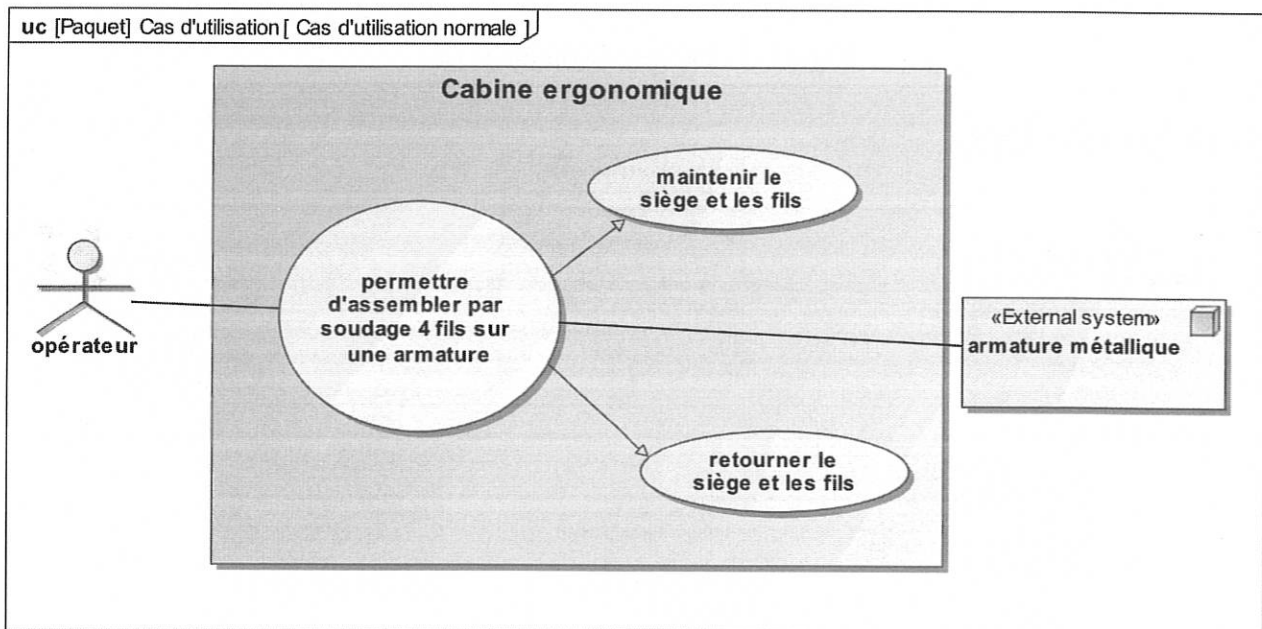 uc [Paquet] Cas d'utilisation [ Cas d'utilisation normale ]
Cabine ergonomique
maintenir le
siège et les fils
permettre
d'assembler par
soudage 4 fils sur
une armature
opérateur
«External system»
armature métallique
retourner le
siège et les fils